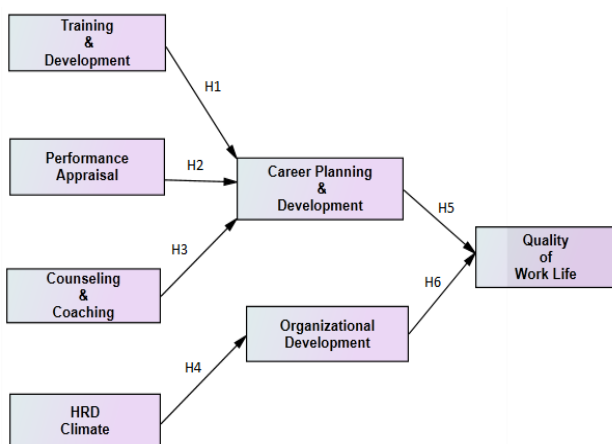 Training
&
Development
H1
Performance
Appraisal
H2
Career Planning
&
Development
H5
Quality
of
Work Life
H3
Counseling
&
Coaching
H6
Organizational
Development
H4
HRD
Climate